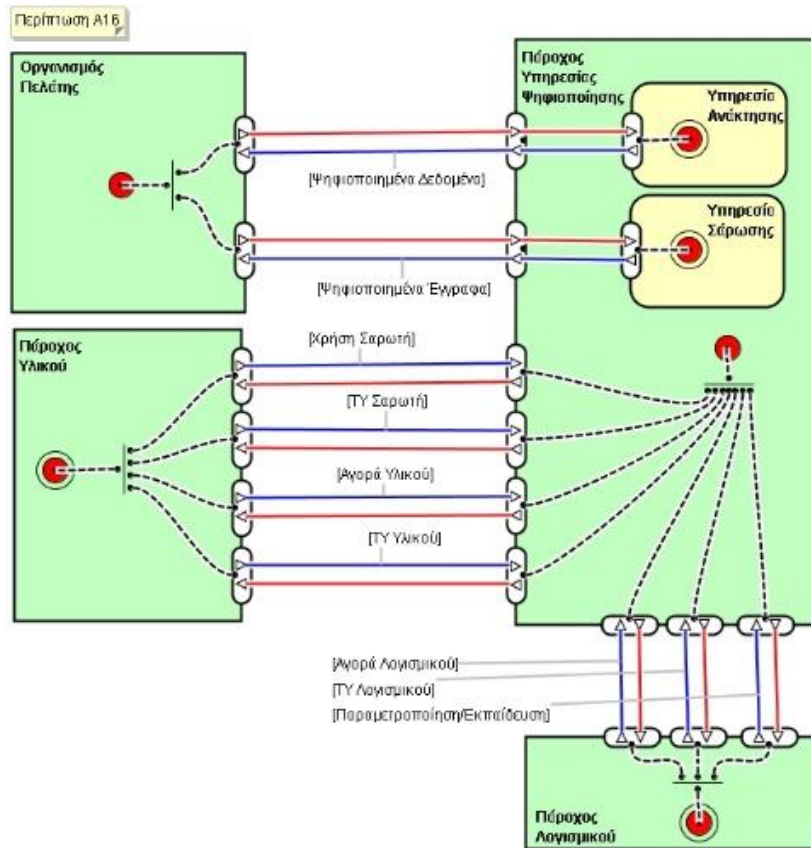 Περίπτωση Α16
Οργανισμός
Πελάτης
Πάροχος
Υπηρεσίας
Ψηφιοποίησης
Υπηρεσία
Ανάκτησης
[Ψηφιοποιημένα Δεδομένα]
Υπηρεσία
Σάρωσης
[Ψηφιοποιημένα Έγγραφα]
Πάροχος
Υλικού
[Χρήση Σαρωτή]
[ΤΥ Σαρωτή]
[Αγορά Υλικού]
[ΤΥ Υλικού]
[Αγορά Λογισμικού]
[ΤΥ Λογισμικού]
[Παραμετροποίηση/Εκπαίδευση]
Πάροχος
Λογισμικού